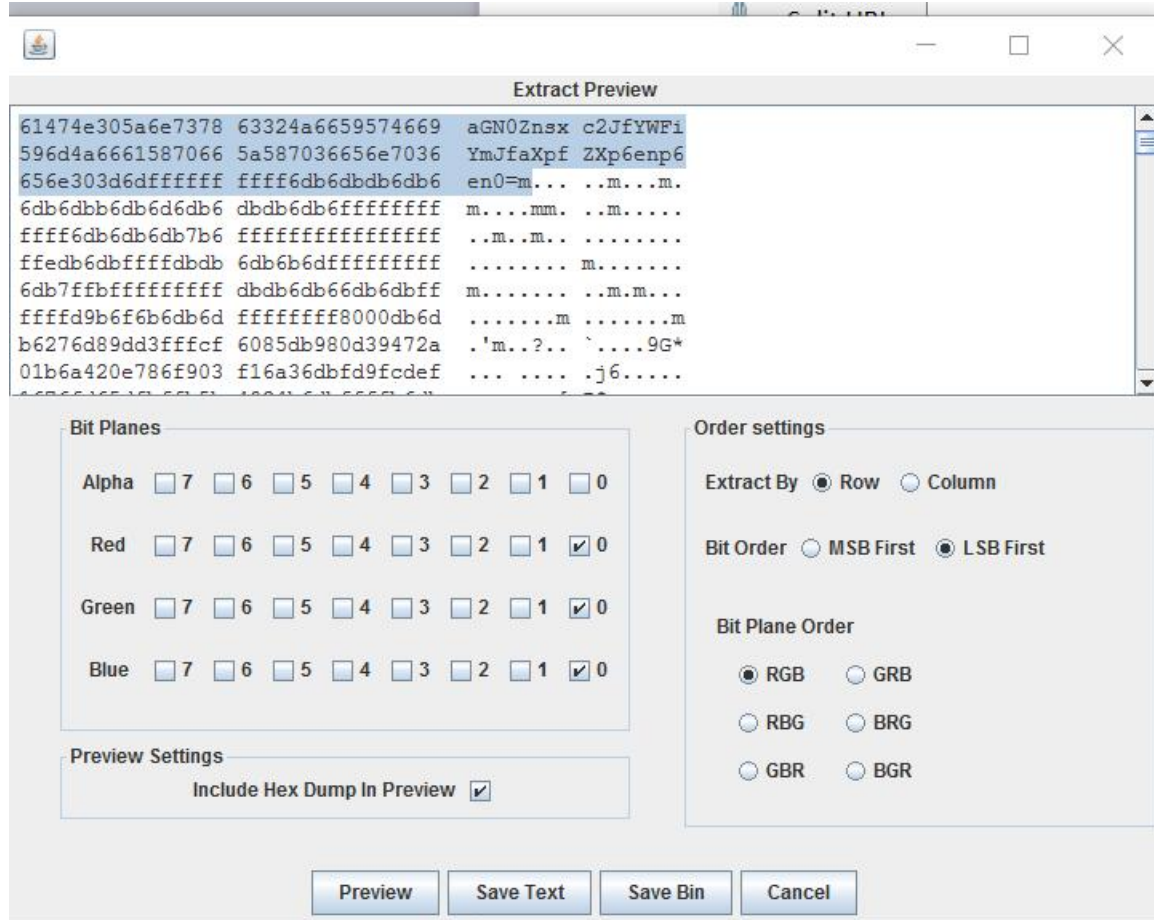 Extract Preview
61474e305a6e7378 63324a6659574669 aGN0Znsx c2JfYWFi
596d4a6661587066 5a587036656e7036 YmJfaXpf ZXp6enp6
656e303d6dffffff ffff6db6dbdb6db6 en0=m... ..m...m.
6db6dbb6db6d6db6 dbdb6db6ffffffff m....mm. ..m.....
ffff6db6db6db7b6 ffffffffffffffff ..m..m.. ........
ffedb6dbffffdbdb 6db6b6dfffffffff ........ m.......
6db7ffbfffffffff dbdb6db66db6dbff m....... ..m.m...
ffffd9b6f6b6db6d ffffffff8000db6d .......m .......m
b6276d89dd3fffcf 6085db980d39472a .'m..?.. `....9G*
01b6a420e786f903 f16a36dbfd9fcdef ... .... .j6.....
Bit Planes
Alpha 7 6 5 4 3 2 1 0
Red 7 6 5 4 3 2 1 0
Green 7 6 5 4 3 2 1 0
Blue 7 6 5 4 3 2 1 0
Preview Settings
Include Hex Dump In Preview
Order settings
Extract By Row Column
Bit Order MSB First LSB First
Bit Plane Order
RGB GRB
RBG BRG
GBR BGR
Preview Save Text Save Bin Cancel